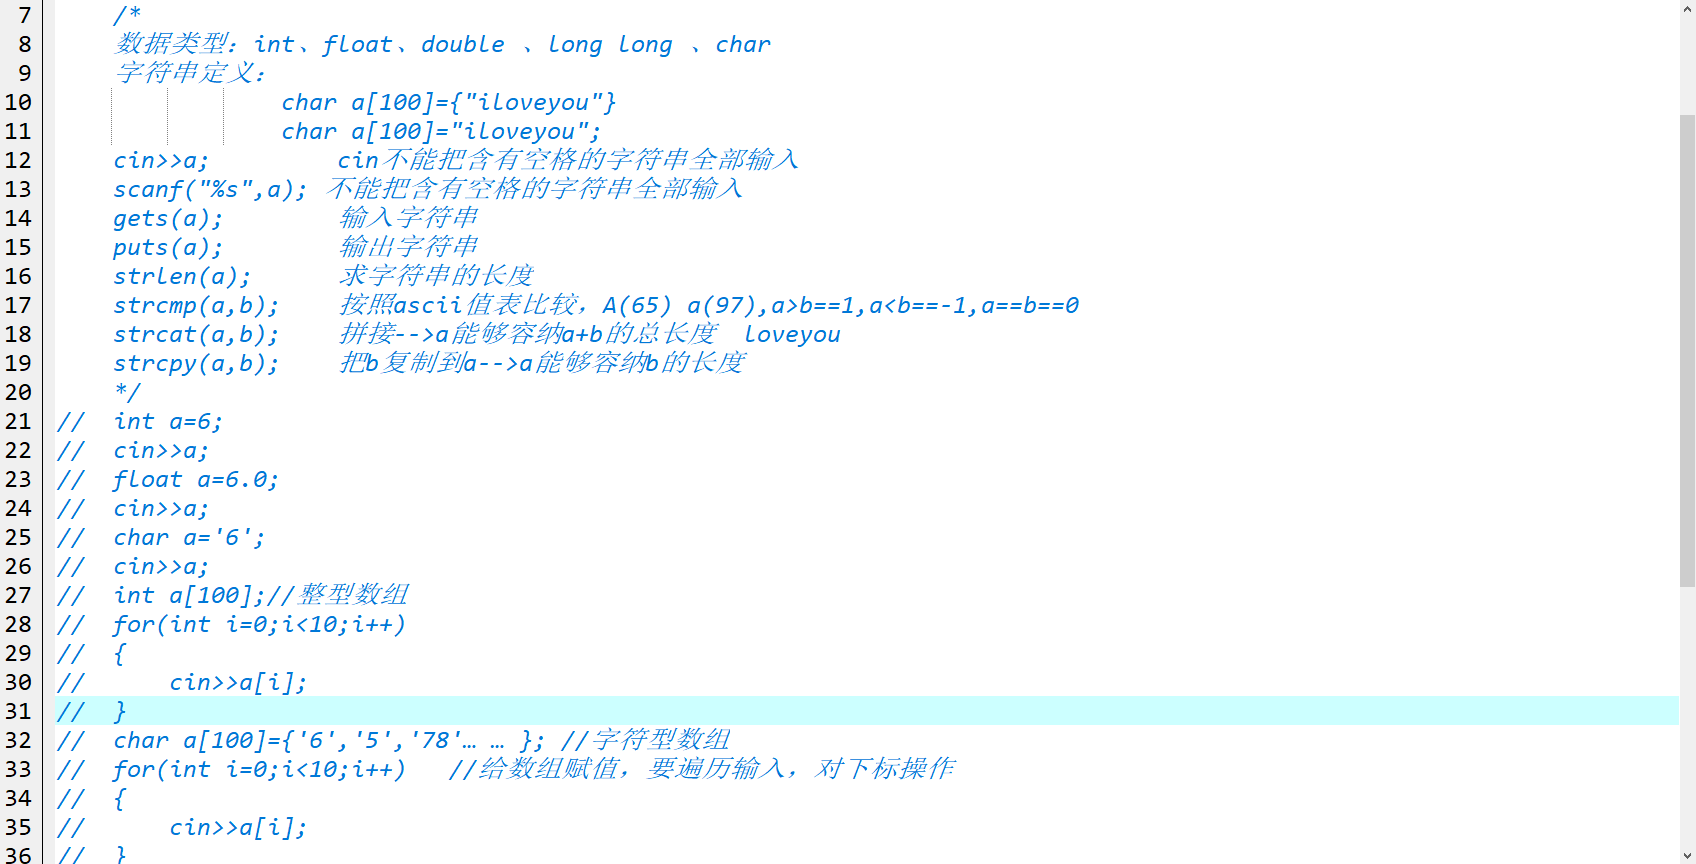 7 /*
8 数据类型：int、float、double 、long long 、char
9 字符串定义：
10 char a[100]={"iloveyou"}
11 char a[100]="iloveyou";
12 cin>>a; cin不能把含有空格的字符串全部输入
13 scanf("%s",a); 不能把含有空格的字符串全部输入
14 gets(a); 输入字符串
15 puts(a); 输出字符串
16 strlen(a); 求字符串的长度
17 strcmp(a,b); 按照ascii值表比较，A(65) a(97),a>b==1,a<b==-1,a==b==0
18 strcat(a,b); 拼接-->a能够容纳a+b的总长度 loveyou
19 strcpy(a,b); 把b复制到a-->a能够容纳b的长度
20 */
21 // int a=6;
22 // cin>>a;
23 // float a=6.0;
24 // cin>>a;
25 // char a='6';
26 // cin>>a;
27 // int a[100];//整型数组
28 // for(int i=0;i<10;i++)
29 // {
30 // cin>>a[i];
31 // }
32 // char a[100]={'6','5','78'… … }; //字符型数组
33 // for(int i=0;i<10;i++) //给数组赋值，要遍历输入，对下标操作
34 // {
35 // cin>>a[i];
36 // }